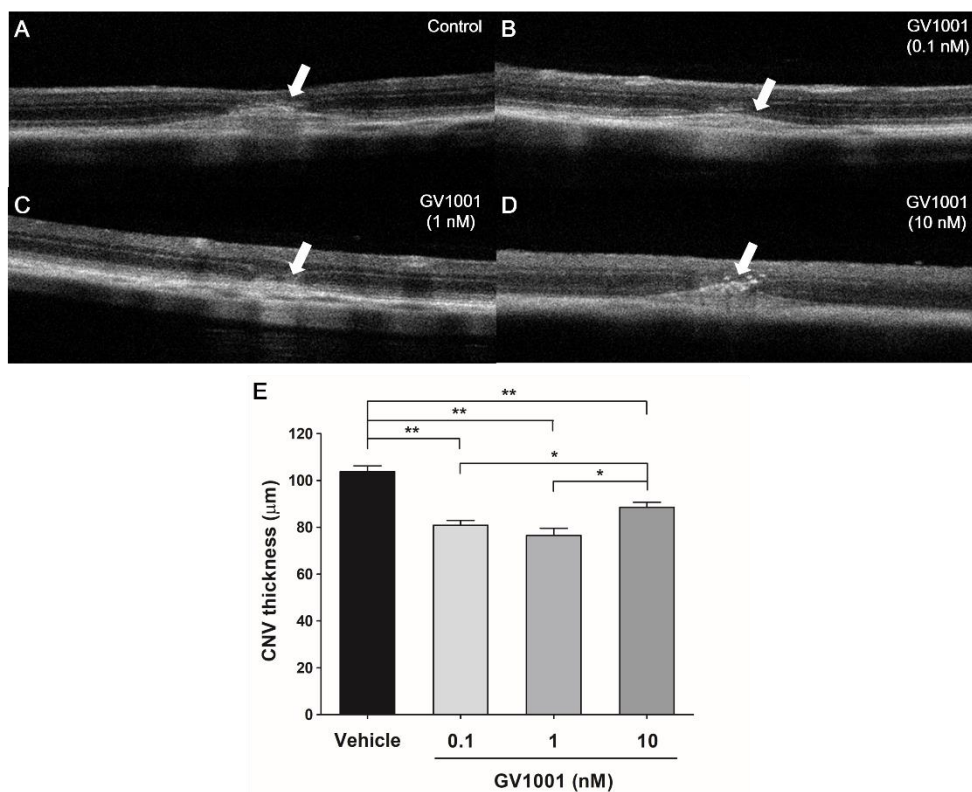 A
Control
B
GV1001
(0.1 nM)
C
GV1001
(1 nM)
D
GV1001
(10 nM)
E
**
**
**
*
*
120
100
80
60
40
20
0
CNV thickness (μm)
Vehicle
0.1
1
10
GV1001 (nM)